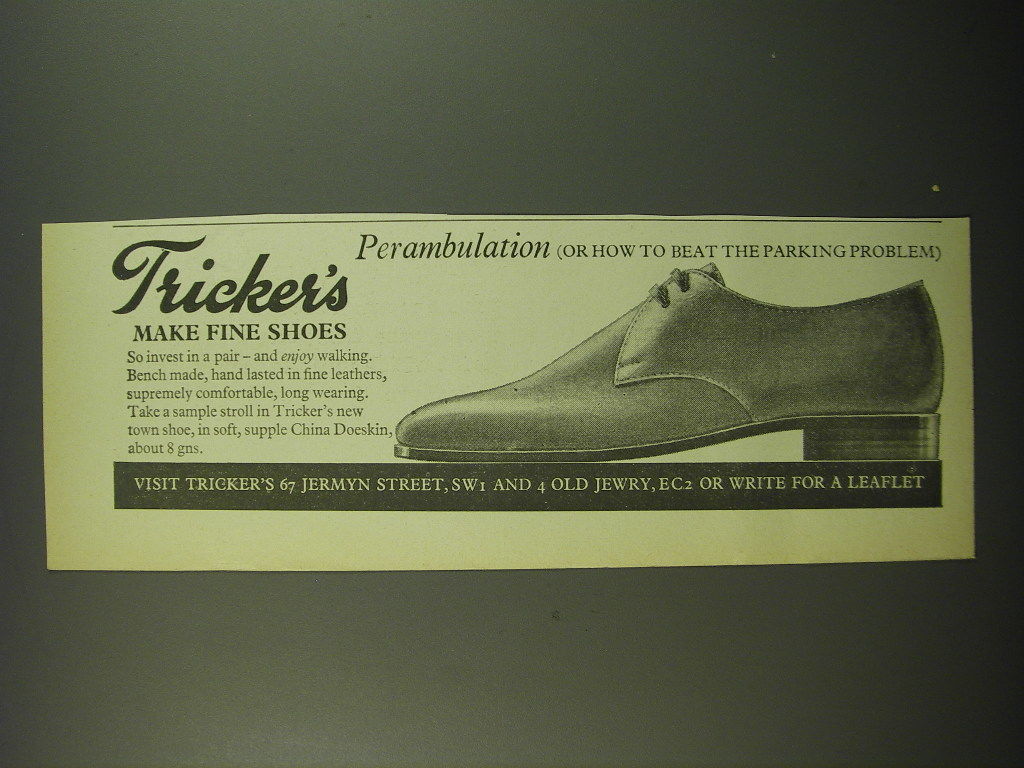 Perambulation (OR HOW TO BEAT THE PARKING PROBLEM)
Tricker's
MAKE FINE SHOES
So invest in a pair – and enjoy walking.
Bench made, hand lasted in fine leathers,
supremely comfortable, long wearing.
Take a sample stroll in Tricker's new
town shoe, in soft, supple China Doeskin,
about 8 gns.
VISIT TRICKER'S 67 JERMYN STREET, SW1 AND 4 OLD JEWRY, EC2 OR WRITE FOR A LEAFLET